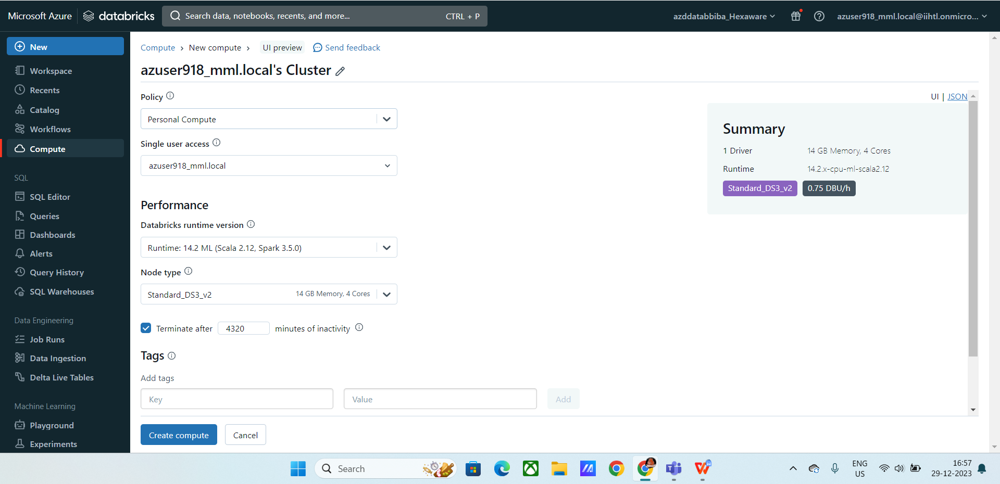 Microsoft Azure databricks Search data, notebooks, recents, and more... CTRL + P azddatabbiba_Hexaware azuser918_mml.local@iihtl.onmicro...
New
Workspace
Recents
Catalog
Workflows
Compute
SQL
SQL Editor
Queries
Dashboards
Alerts
Query History
SQL Warehouses
Data Engineering
Job Runs
Data Ingestion
Delta Live Tables
Machine Learning
Playground
Experiments
Compute > New compute > UI preview Send feedback
azuser918_mml.local's Cluster
Policy
Personal Compute
Single user access
azuser918_mml.local
Performance
Databricks runtime version
Runtime: 14.2 ML (Scala 2.12, Spark 3.5.0)
Node type
Standard_DS3_v2 14 GB Memory, 4 Cores
Terminate after 4320 minutes of inactivity
Tags
Add tags
Key Value Add
Create compute Cancel
UI | JSON
Summary
1 Driver 14 GB Memory, 4 Cores
Runtime 14.2.x-cpu-ml-scala2.12
Standard_DS3_v2 0.75 DBU/h
Search
ENG
US
16:57
29-12-2023